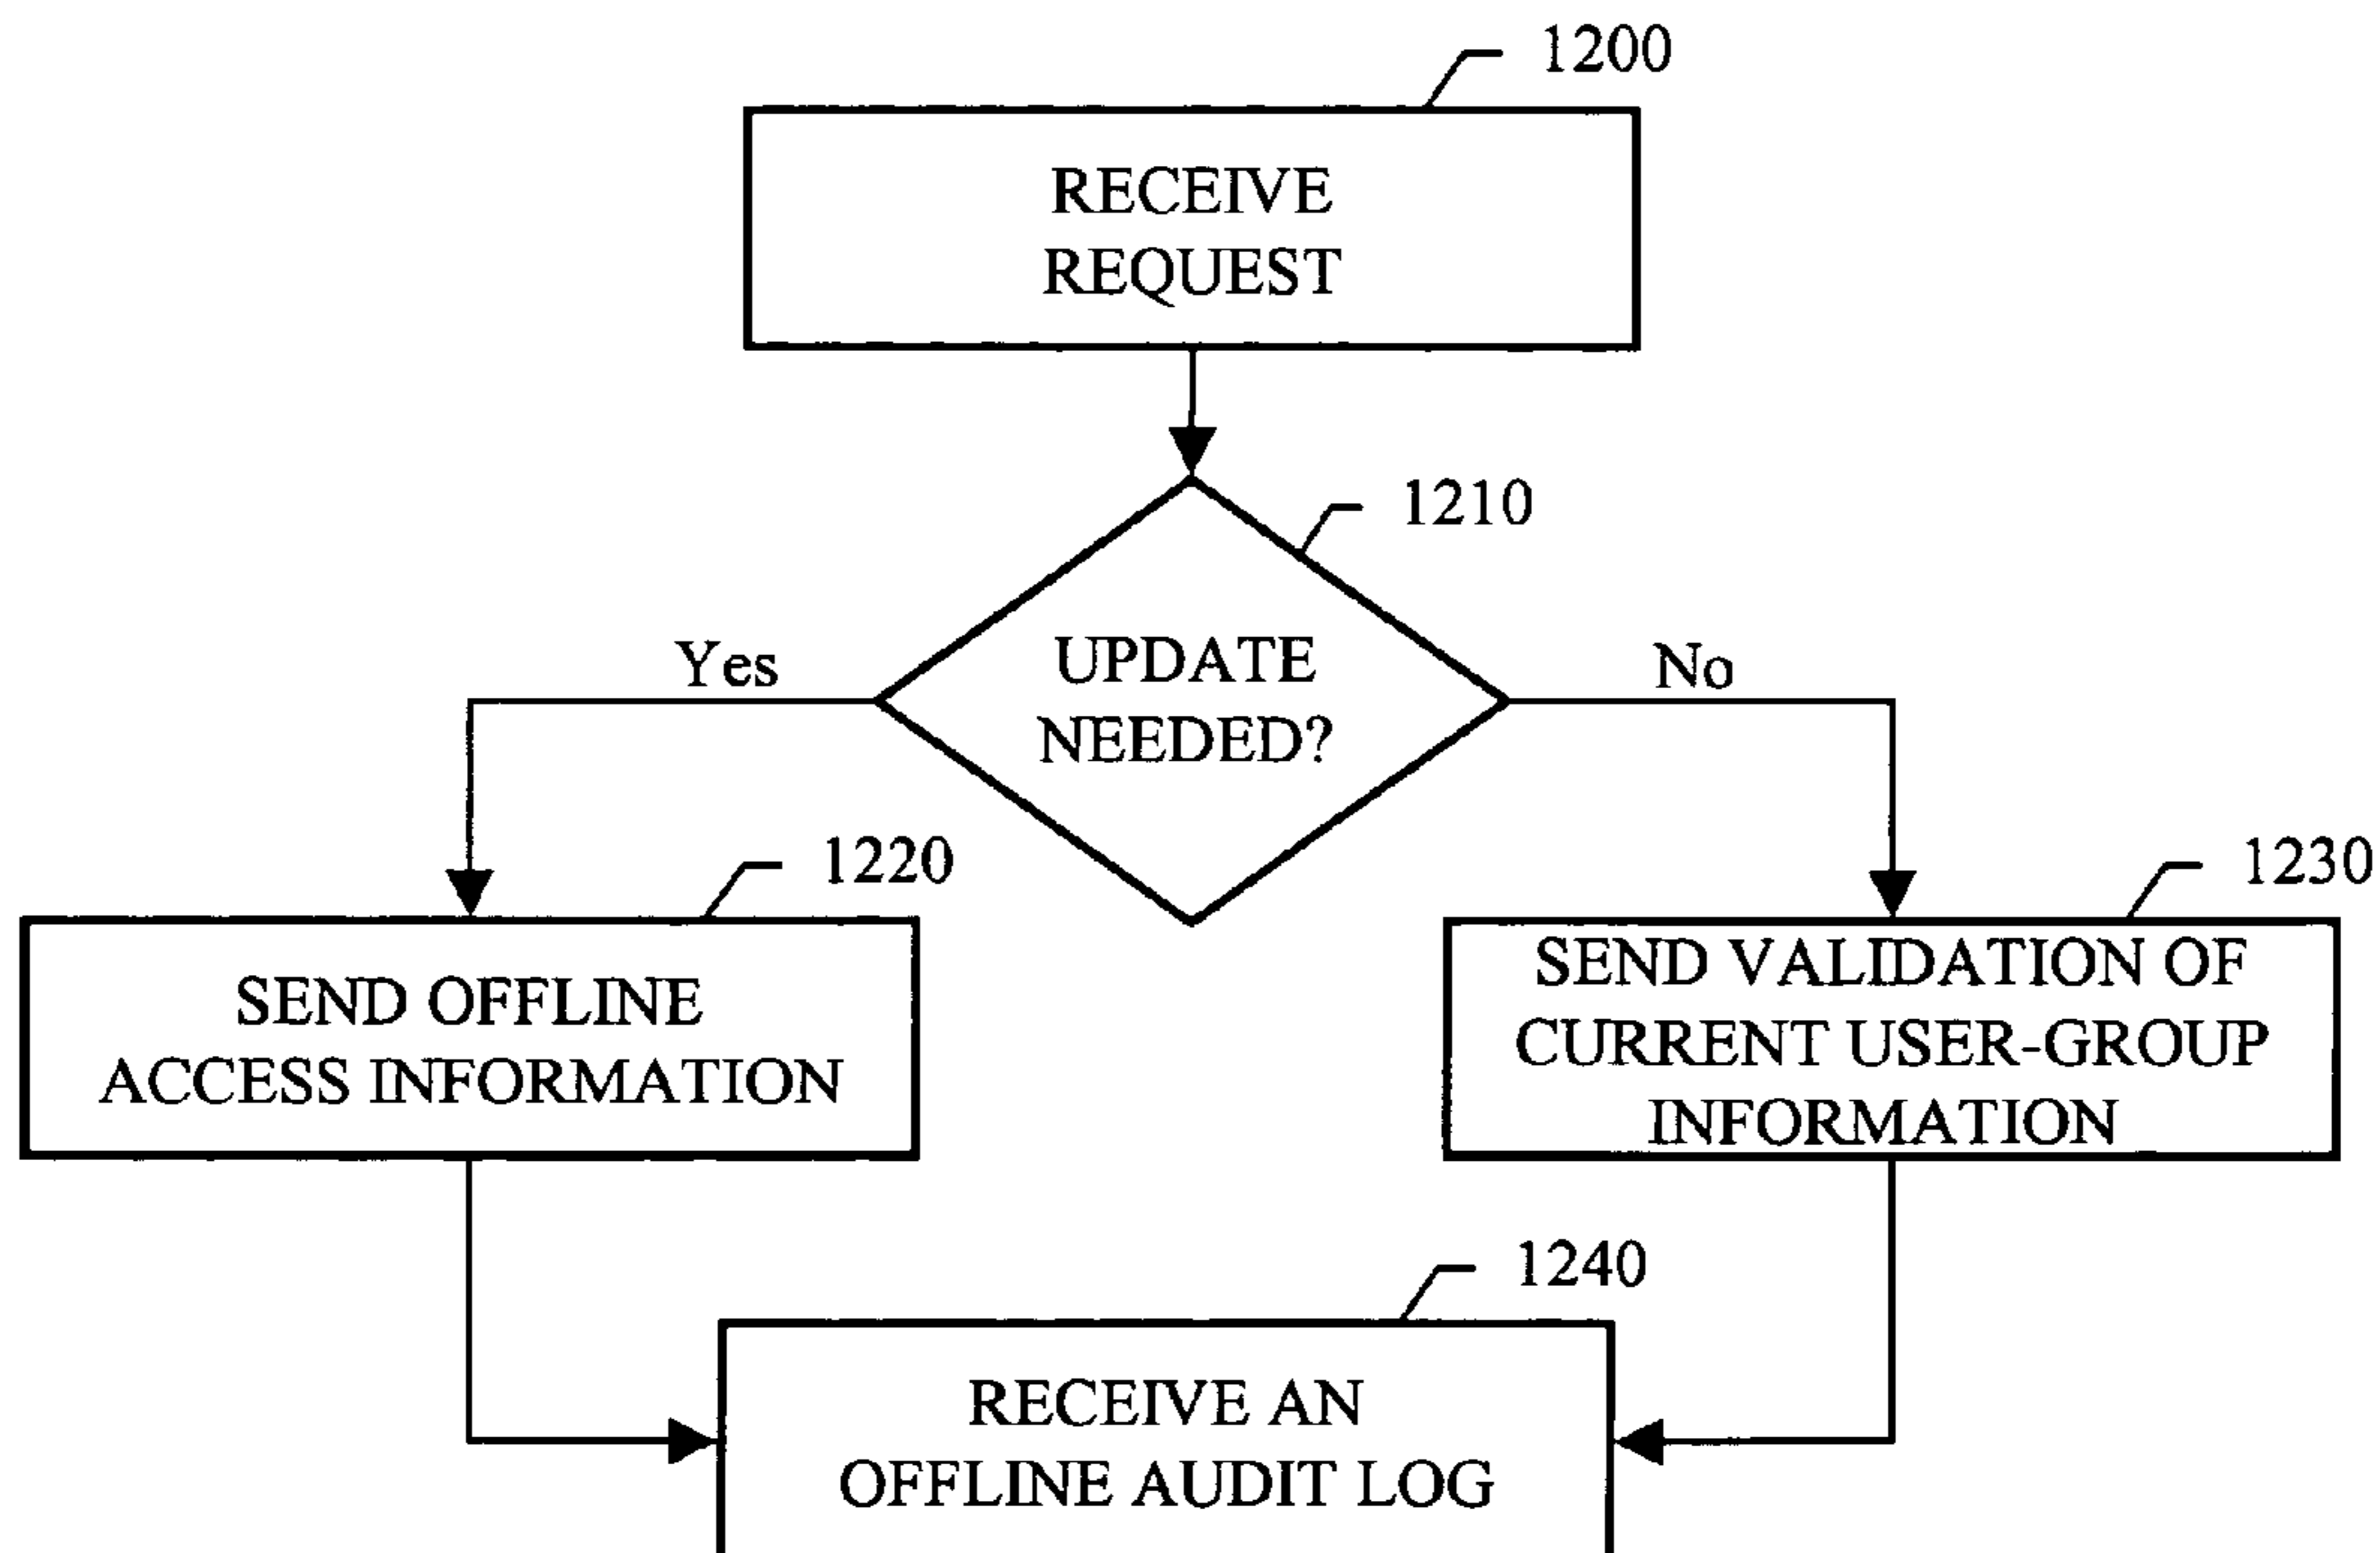 1200
RECEIVE
REQUEST
1210
UPDATE
NEEDED?
Yes
No
1220
1230
SEND OFFLINE
ACCESS INFORMATION
SEND VALIDATION OF
CURRENT USER-GROUP
INFORMATION
1240
RECEIVE AN
OFFLINE AUDIT LOG